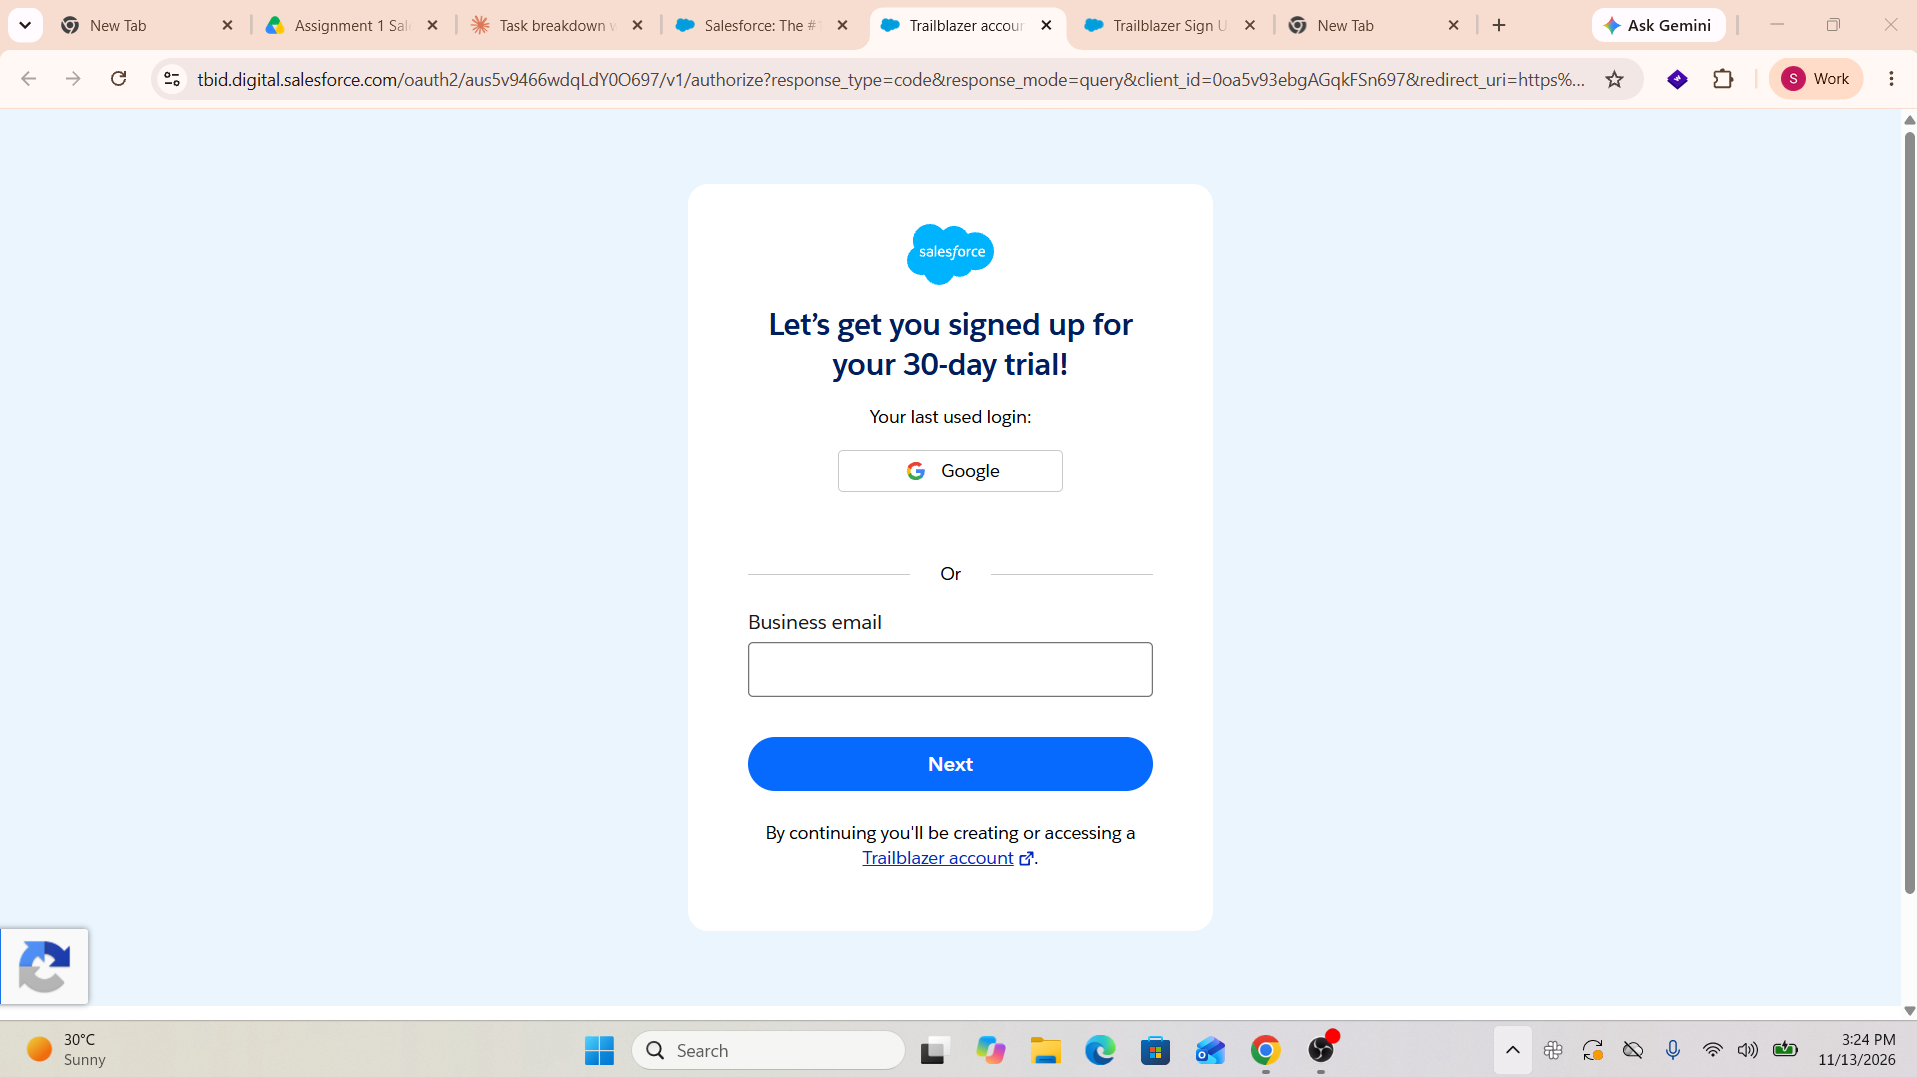 New Tab
Assignment 1 Sal
Task breakdown w
Salesforce: The #1
Trailblazer accour
Trailblazer Sign U
New Tab
Ask Gemini
tbid.digital.salesforce.com/oauth2/aus5v9466wdqLdY0O697/v1/authorize?response_type=code&response_mode=query&client_id=0oa5v93ebgAGqkFSn697&redirect_uri=https%...
S
Work
salesforce
Let’s get you signed up for
your 30-day trial!
Your last used login:
Google
Or
Business email
Next
By continuing you'll be creating or accessing a
Trailblazer account.
30°C
Sunny
Search
3:24 PM
11/13/2026